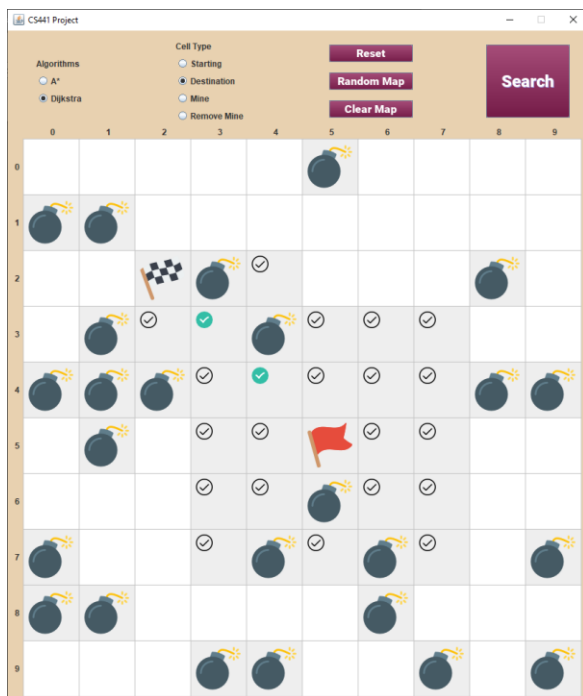 CS441 Project
Algorithms
A*
Dijkstra
Cell Type
Starting
Destination
Mine
Remove Mine
Reset
Random Map
Clear Map
Search
0 1 2 3 4 5 6 7 8 9
0
1
2
3
4
5
6
7
8
9